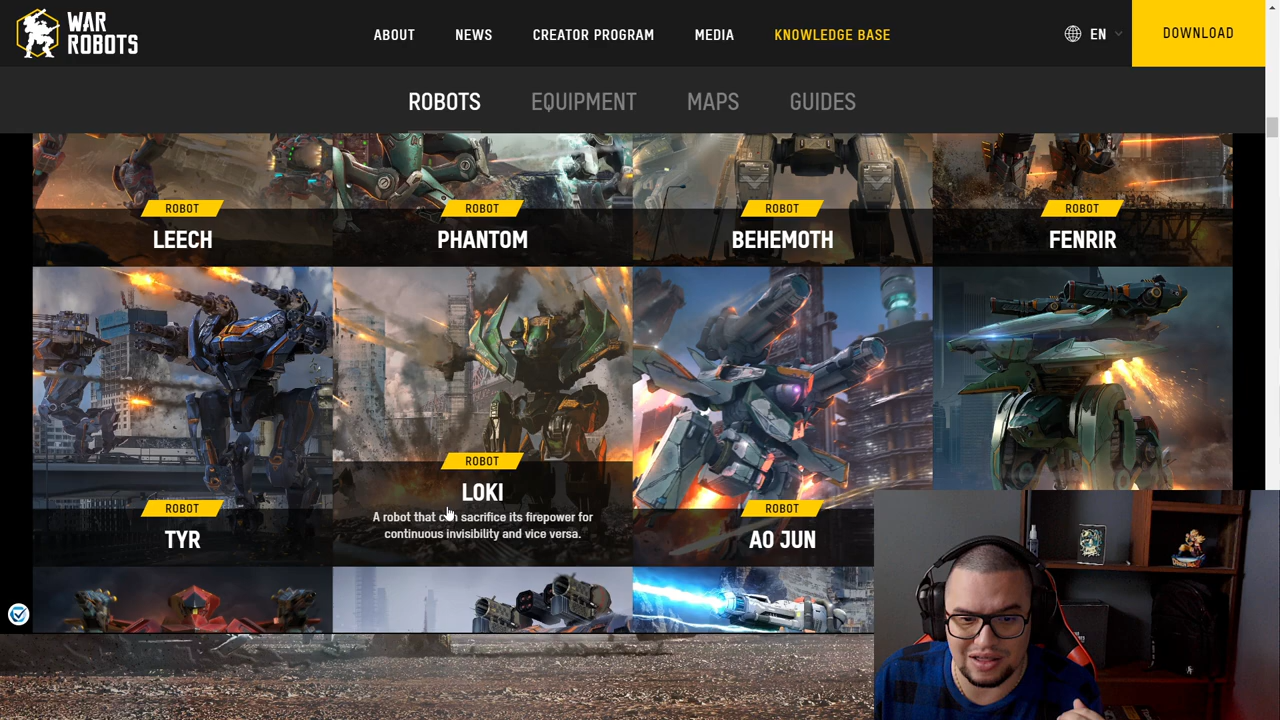 WAR
ROBOTS
ABOUT
NEWS
CREATOR PROGRAM
MEDIA
KNOWLEDGE BASE
EN
DOWNLOAD
ROBOTS
EQUIPMENT
MAPS
GUIDES
ROBOT
LEECH
ROBOT
PHANTOM
ROBOT
BEHEMOTH
ROBOT
FENRIR
ROBOT
TYR
ROBOT
LOKI
A robot that can sacrifice its firepower for
continuous invisibility and vice versa.
ROBOT
AO JUN